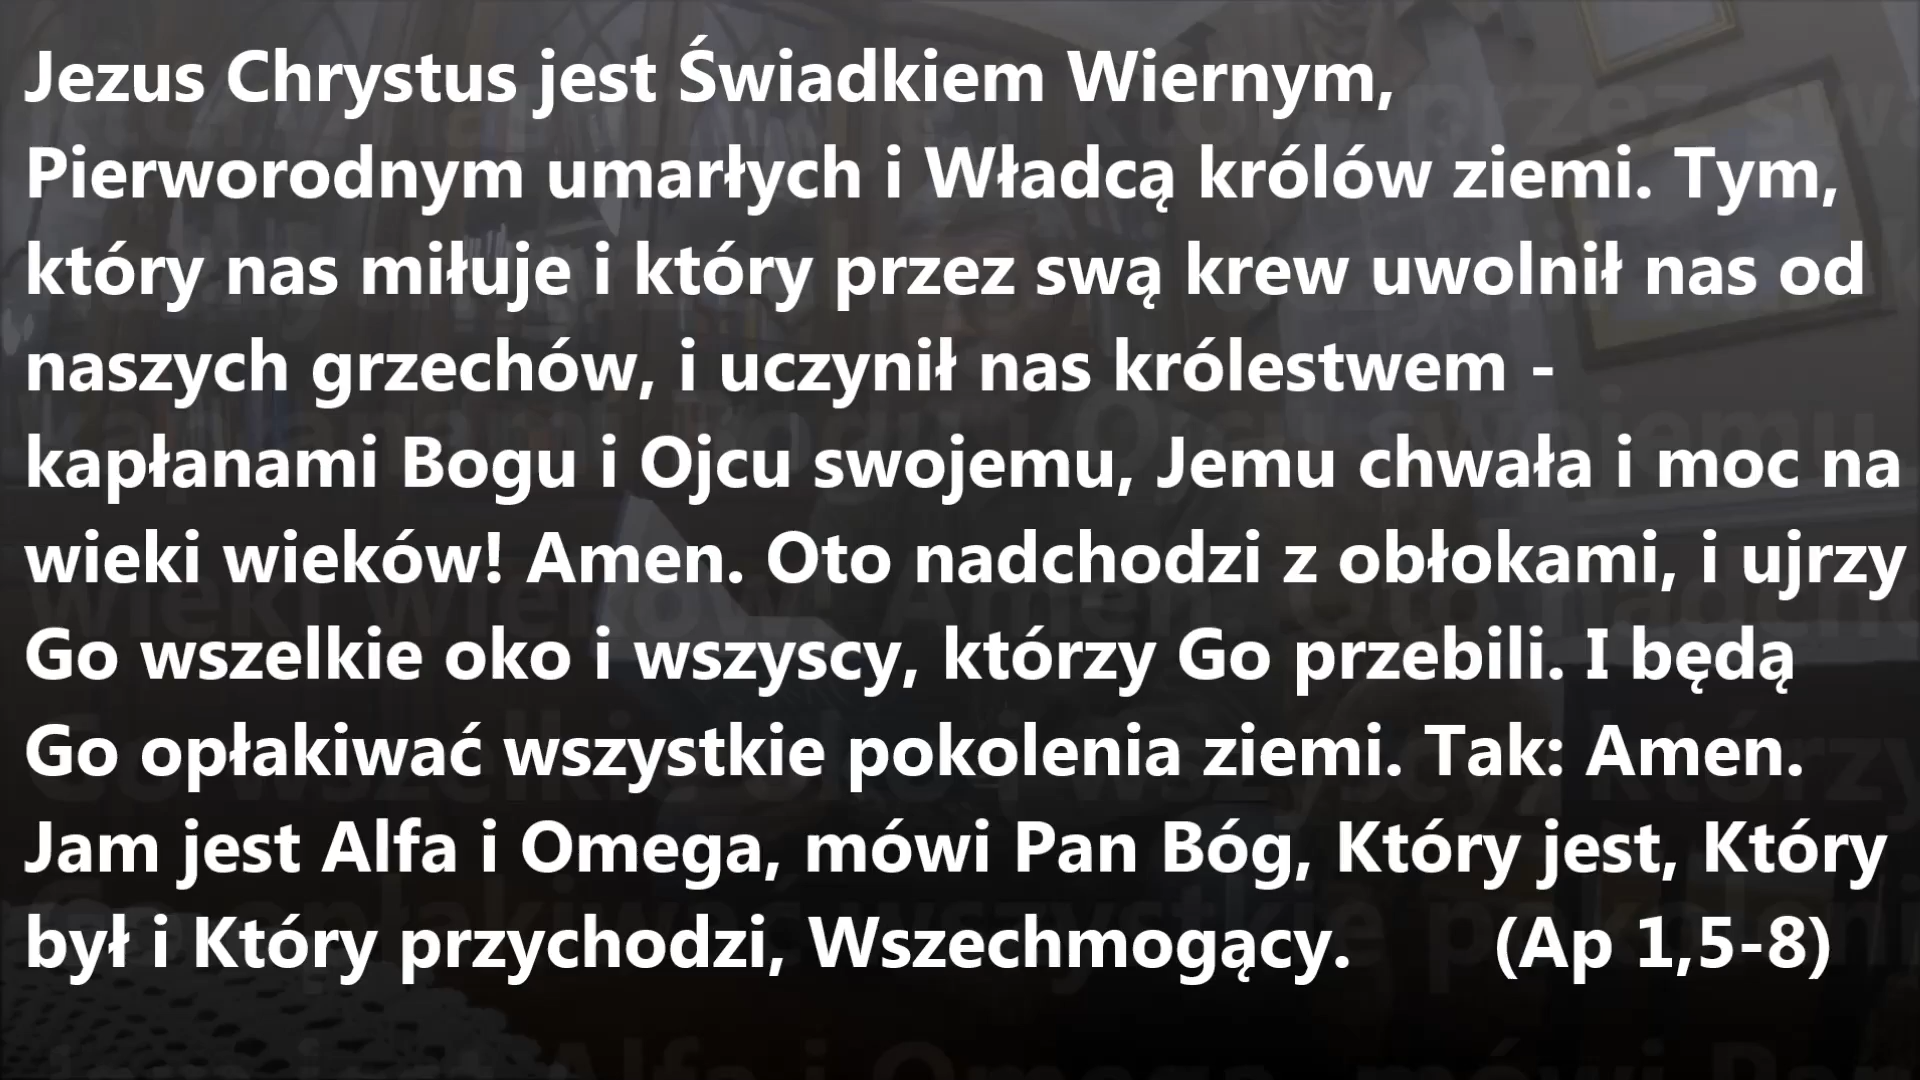 Jezus Chrystus jest Świadkiem Wiernym,
Pierworodnym umarłych i Władcą królów ziemi. Tym,
który nas miłuje i który przez swą krew uwolnił nas od
naszych grzechów, i uczynił nas królestwem -
kapłanami Bogu i Ojcu swojemu, Jemu chwała i moc na
wieki wieków! Amen. Oto nadchodzi z obłokami, i ujrzy
Go wszelkie oko i wszyscy, którzy Go przebili. I będą
Go opłakiwać wszystkie pokolenia ziemi. Tak: Amen.
Jam jest Alfa i Omega, mówi Pan Bóg, Który jest, Który
był i Który przychodzi, Wszechmogący. (Ap 1,5-8)